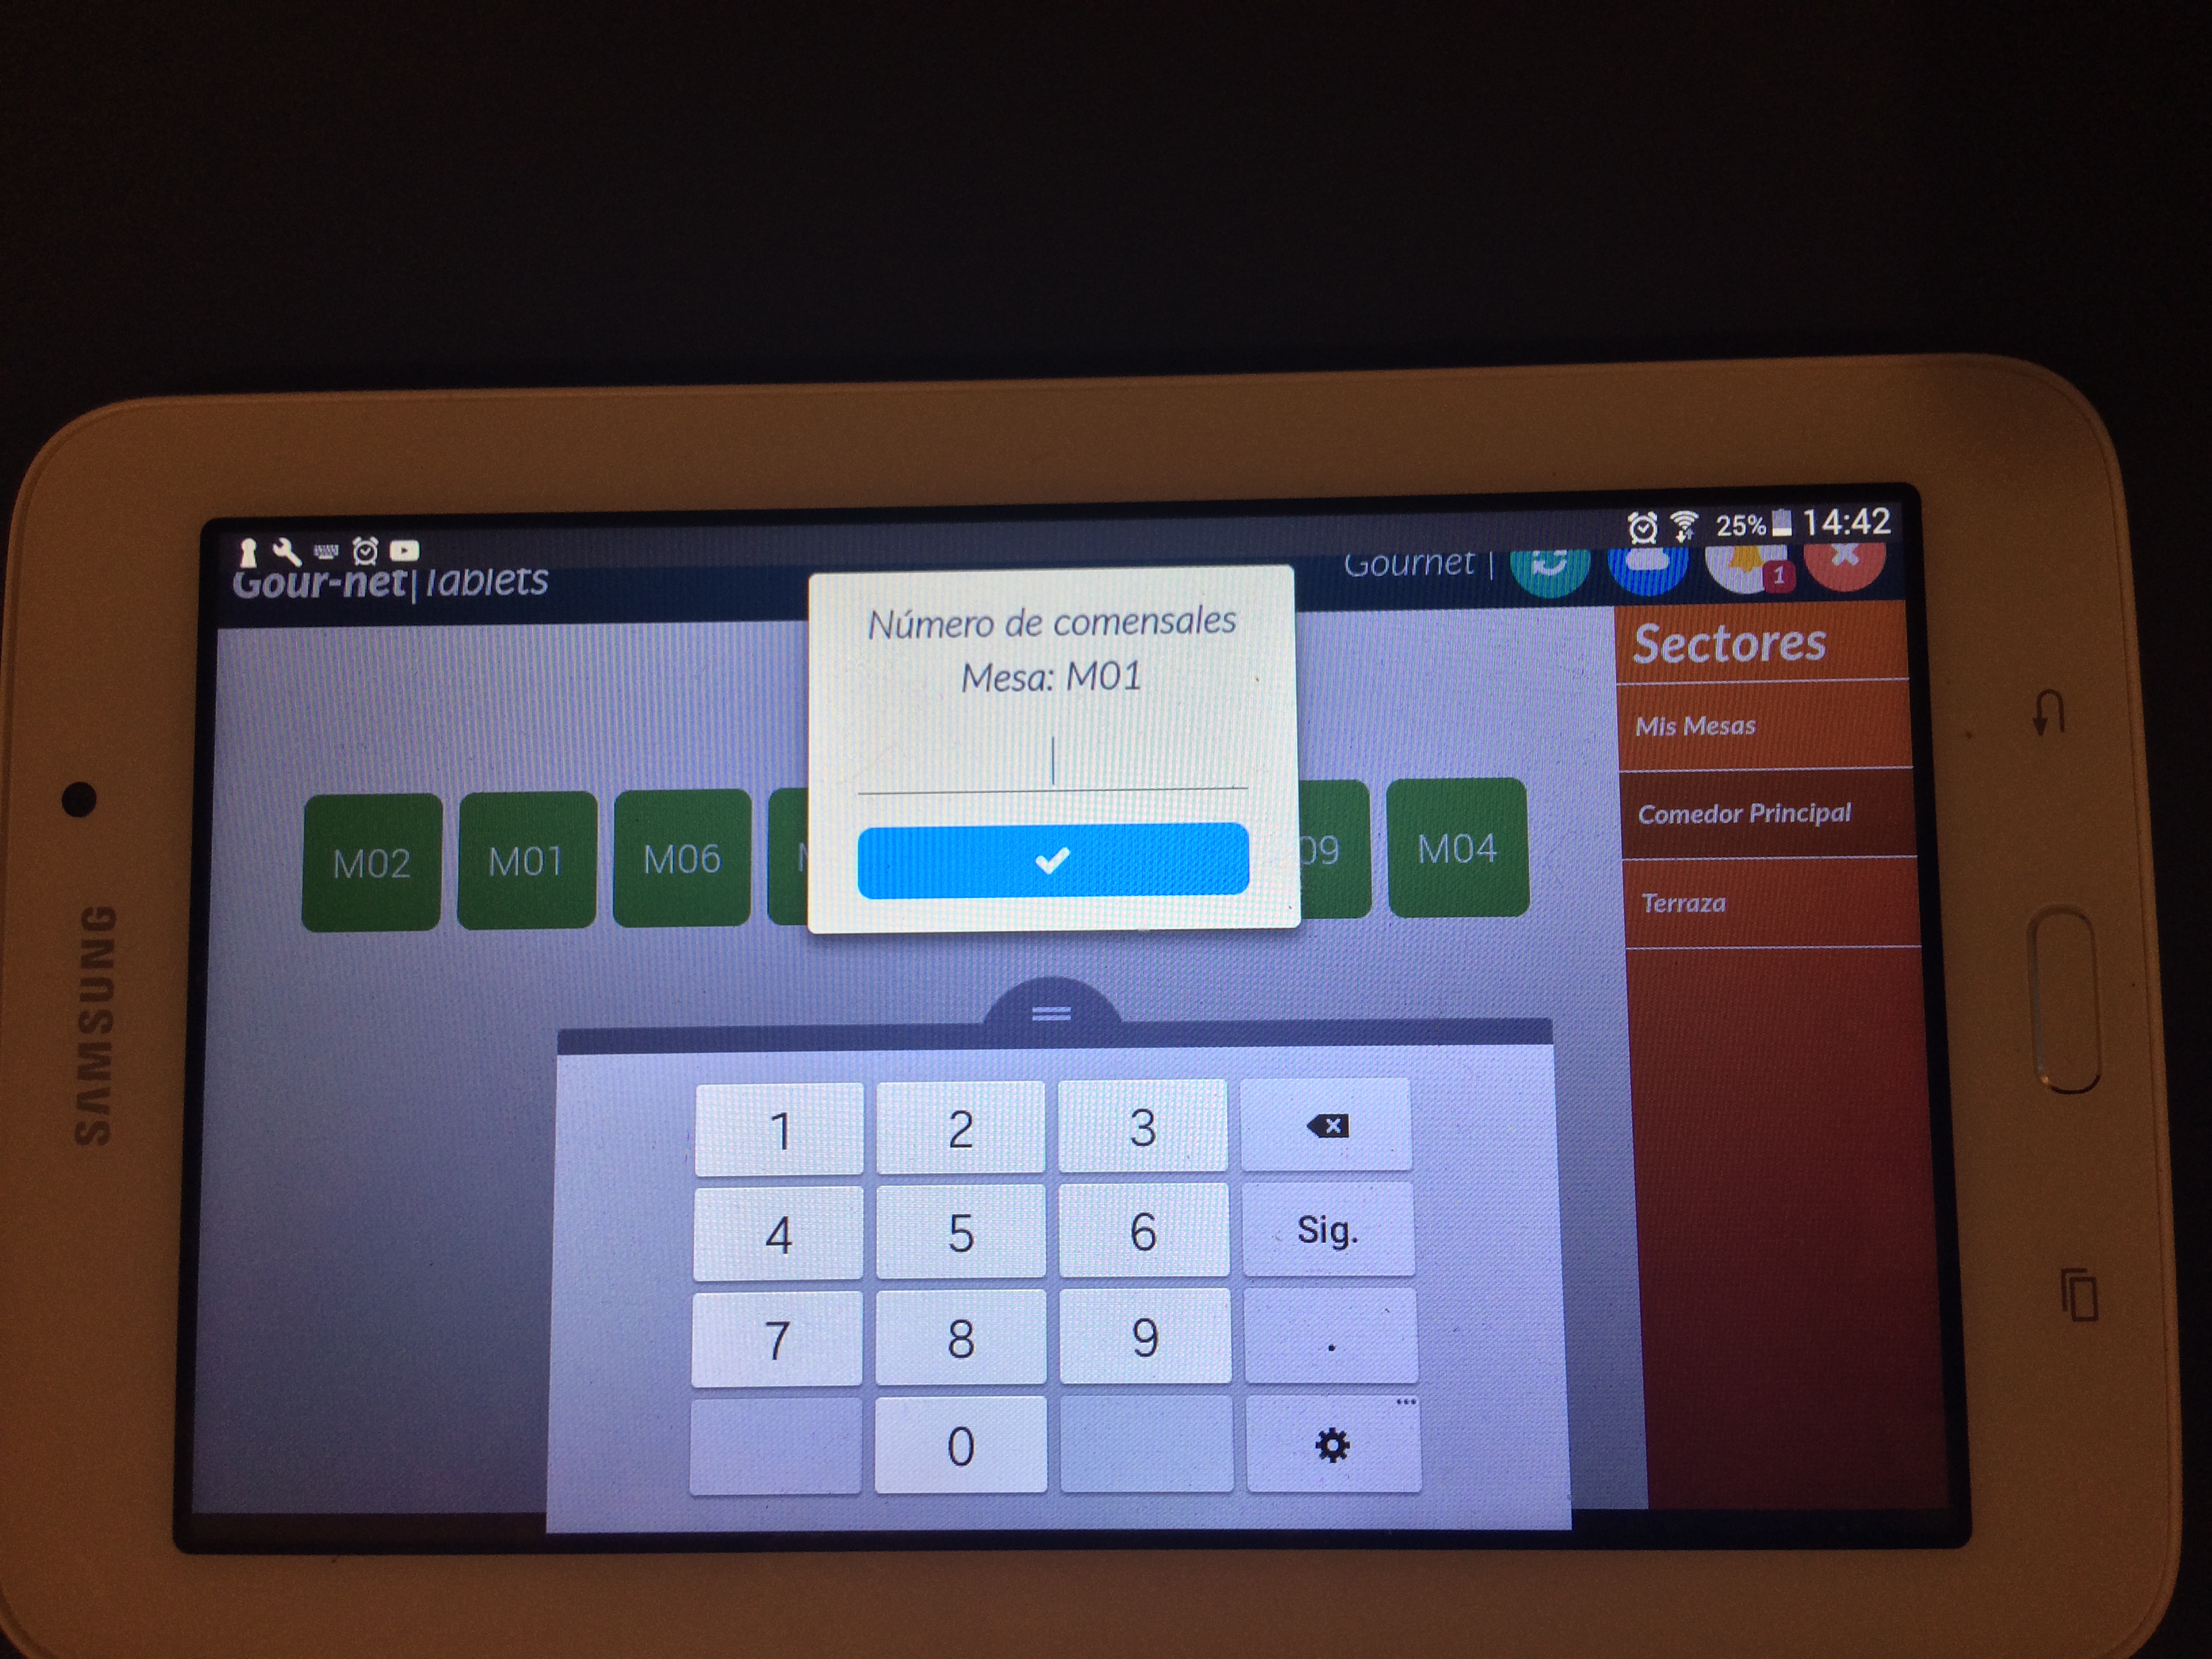 25% 14:42
Gour-net|Tablets
Gournet |
1
Número de comensales
Mesa: M01
Sectores
Mis Mesas
Comedor Principal
Terraza
M02 M01 M06 09 M04
1 2 3
4 5 6 Sig.
7 8 9 .
0
SAMSUNG